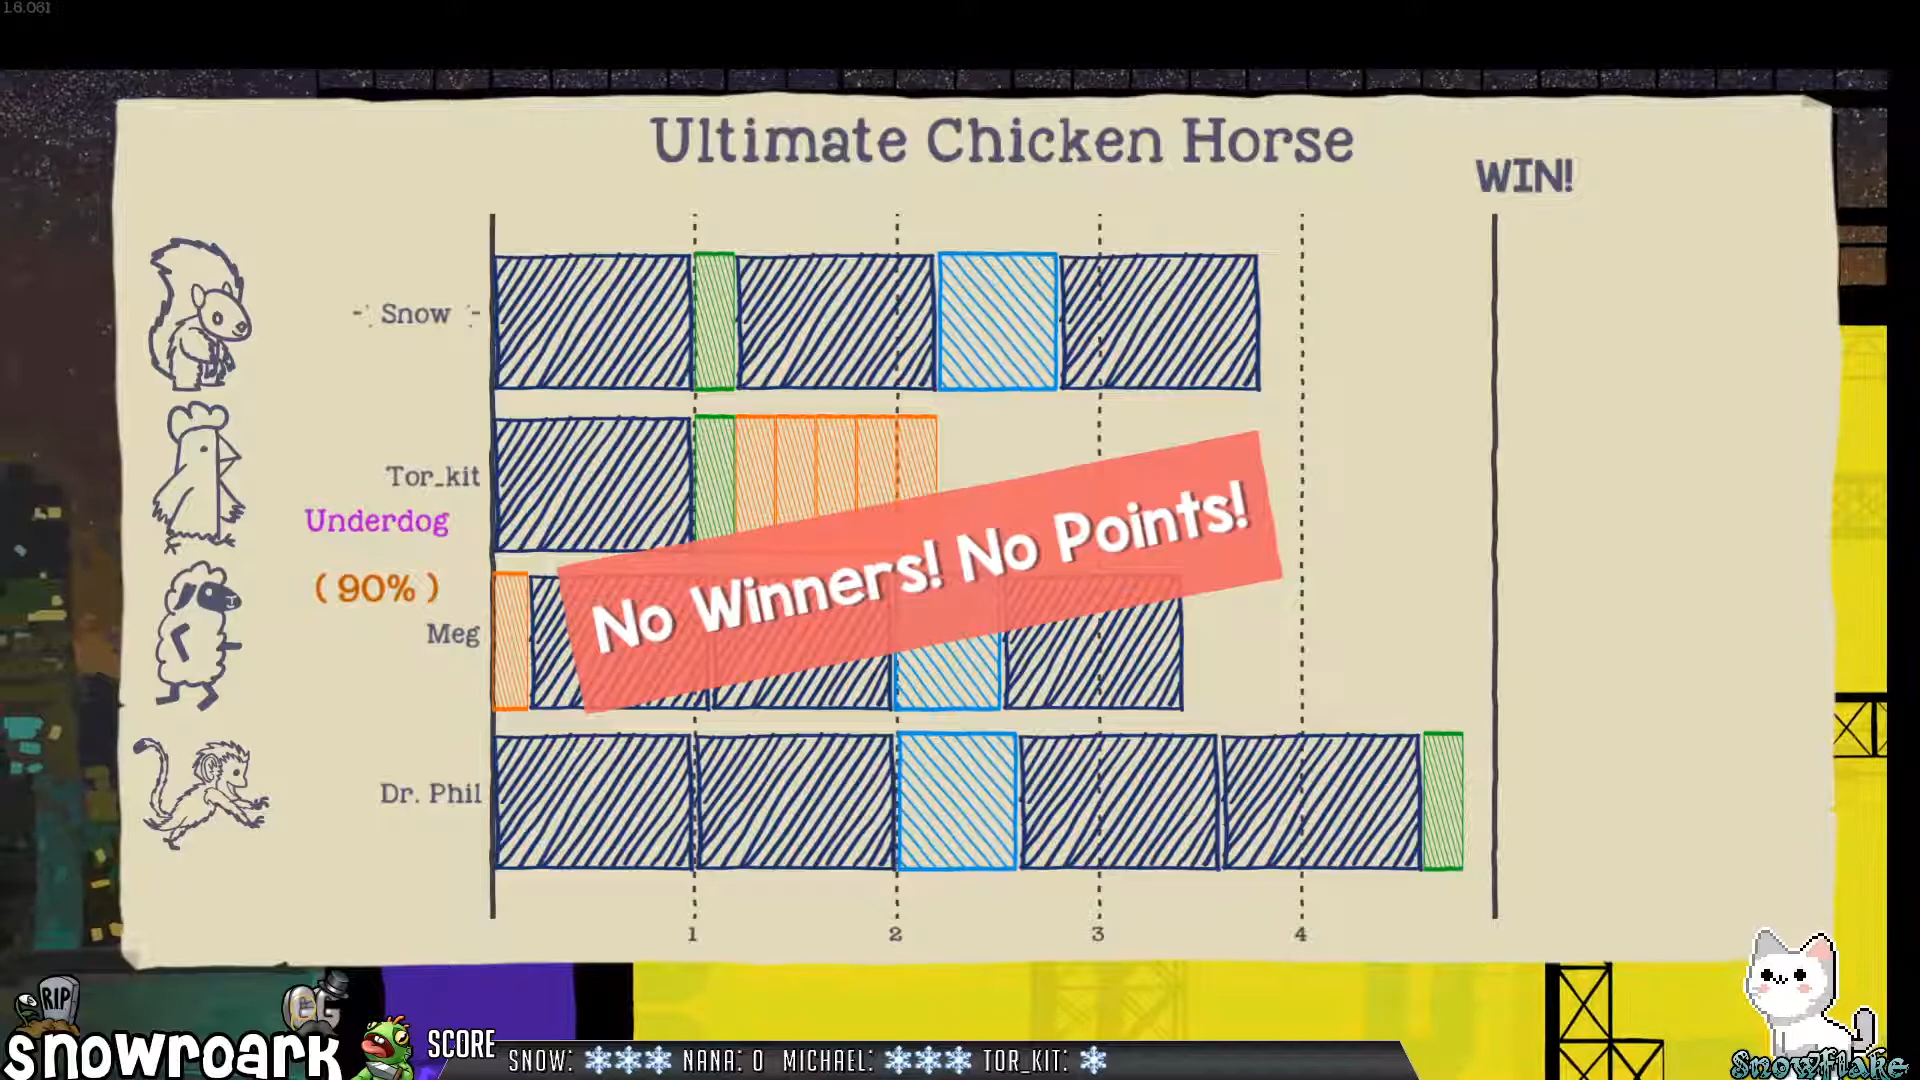 1.6.061
Ultimate Chicken Horse
WIN!
Snow
Tor_kit
Underdog
(90%)
Meg
Dr. Phil
No Winners! No Points!
1 2 3 4
RIP
snowroark
SCORE
SNOW: ❄❄❄ NANA: 0 MICHAEL: ❄❄❄ TOR_KIT: ❄
Snowflake